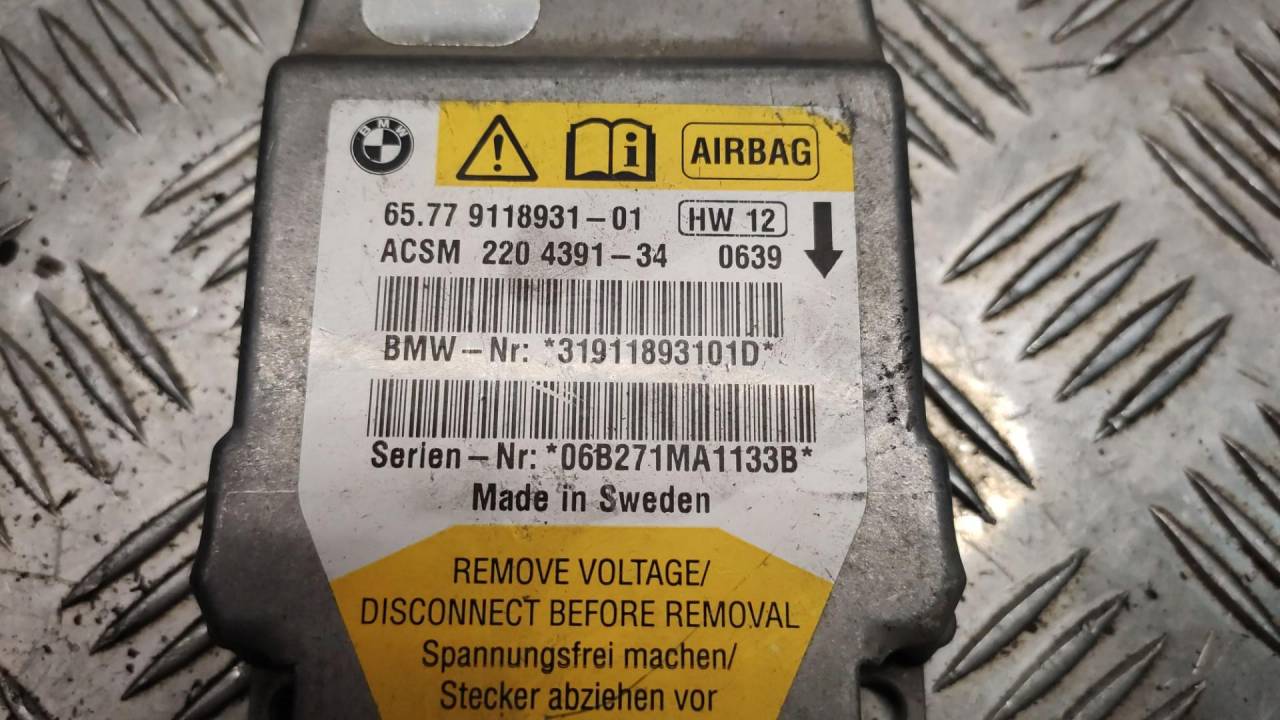 BMW
i AIRBAG
65.77 9118931-01 HW 12
ACSM 220 4391-34 0639
BMW-Nr: *31911893101D*
Serien-Nr: *06B271MA1133B*
Made in Sweden
REMOVE VOLTAGE/
DISCONNECT BEFORE REMOVAL
Spannungsfrei machen/
Stecker abziehen vor